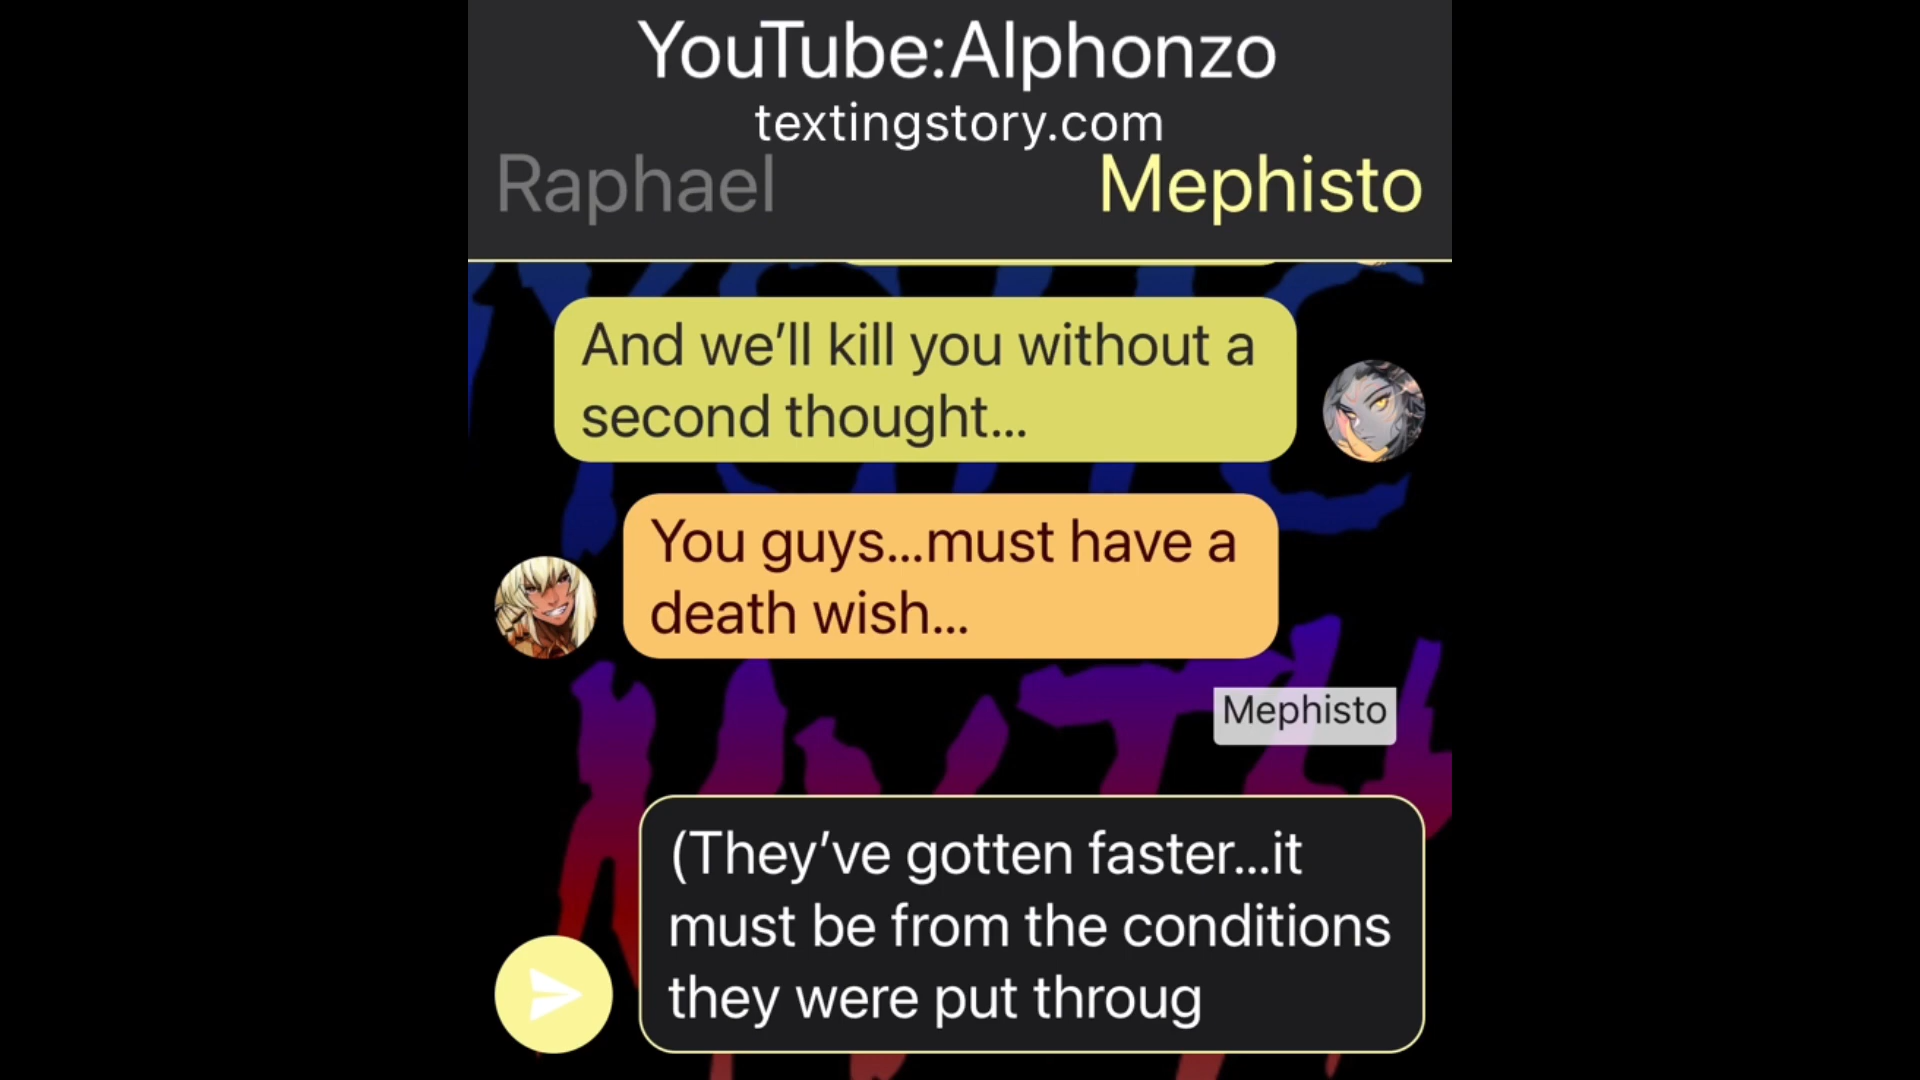 YouTube:Alphonzo
textingstory.com
Raphael
Mephisto
And we’ll kill you without a
second thought...
You guys...must have a
death wish...
Mephisto
(They’ve gotten faster...it
must be from the conditions
they were put throug